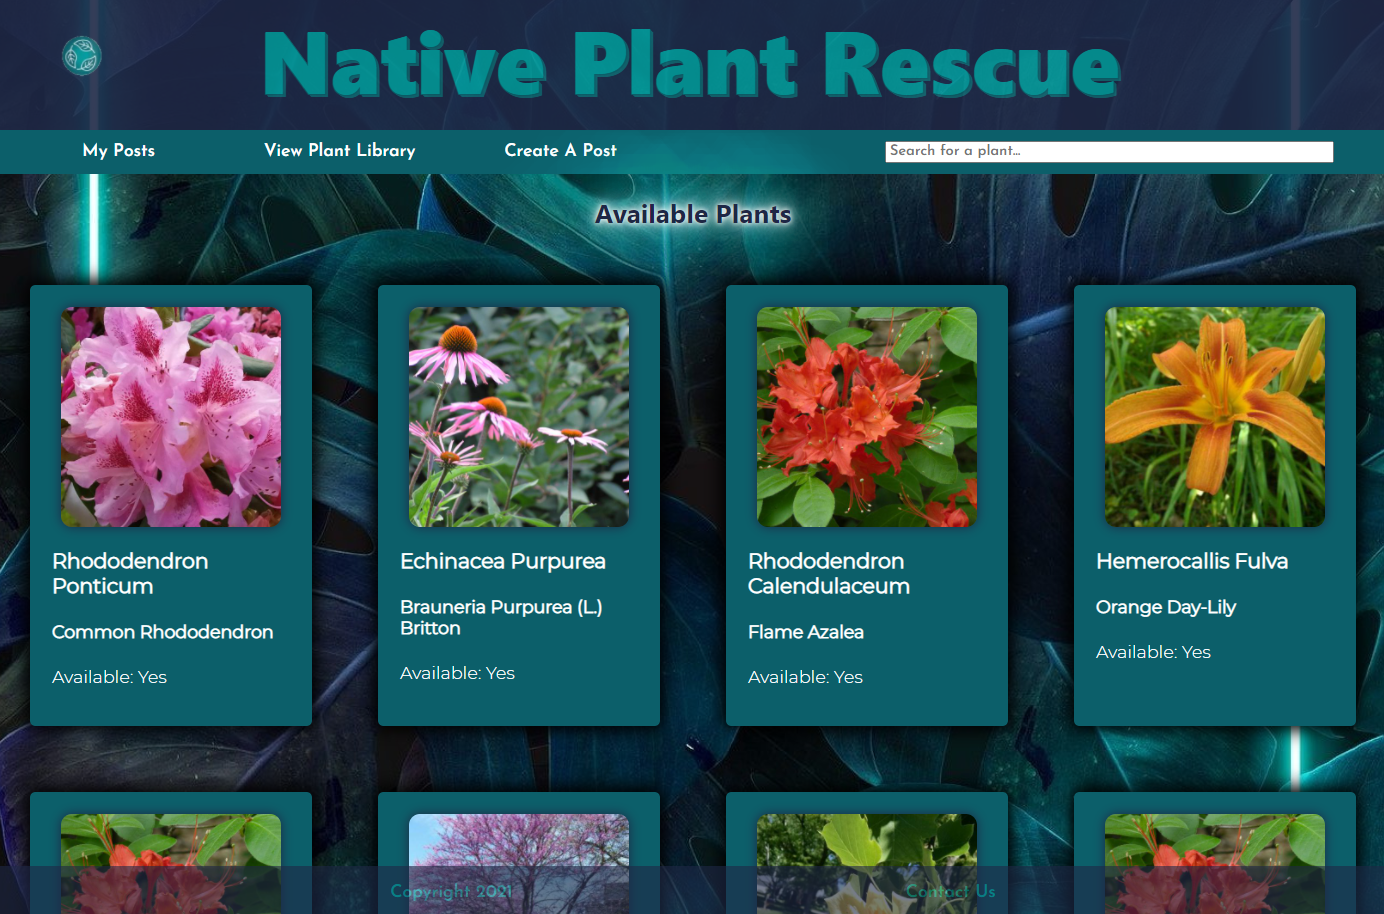 Native Plant Rescue
My Posts
View Plant Library
Create A Post
Search for a plant...
Available Plants
Rhododendron
Ponticum
Common Rhododendron
Available: Yes
Echinacea Purpurea
Brauneria Purpurea (L.)
Britton
Available: Yes
Rhododendron
Calendulaceum
Flame Azalea
Available: Yes
Hemerocallis Fulva
Orange Day-Lily
Available: Yes
Copyright 2021
Contact Us